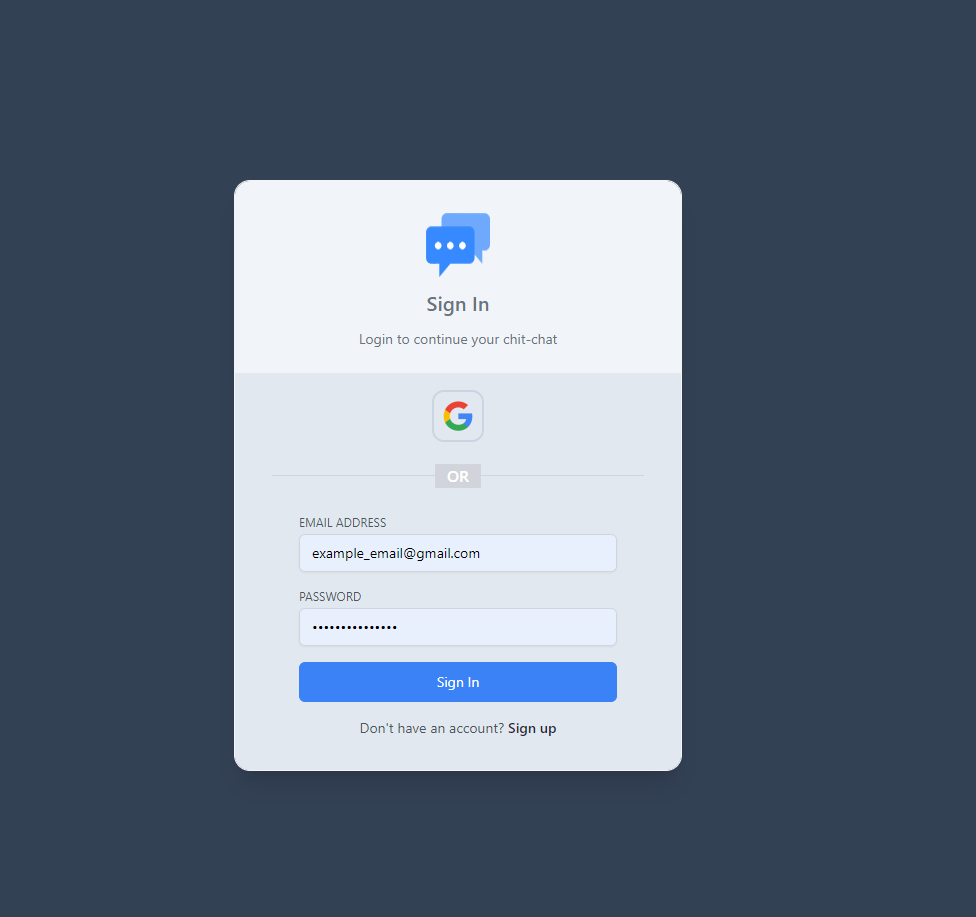 Sign In
Login to continue your chit-chat
OR
EMAIL ADDRESS
example_email@gmail.com
PASSWORD
•••••••••••••••
Sign In
Don't have an account? Sign up